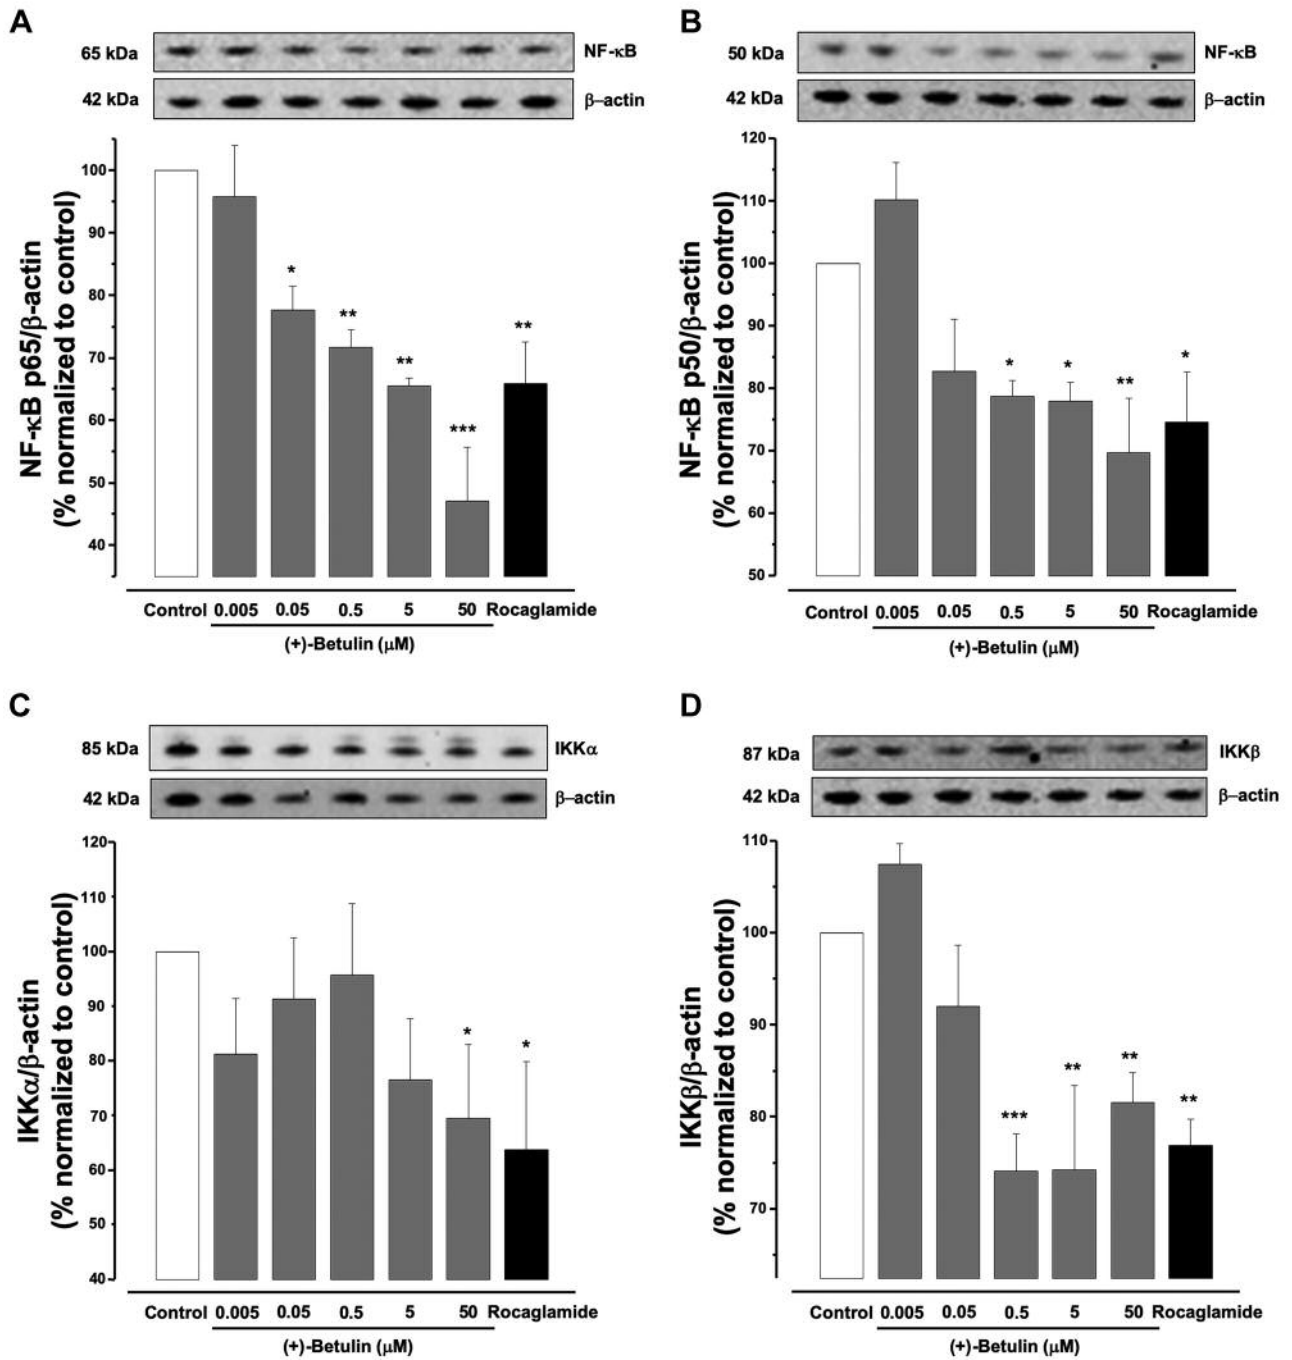 A
65 kDa NF-κB
42 kDa β–actin
NF-κB p65/β-actin
(% normalized to control)
100
90
80
70
60
50
40
*
**
**
***
**
Control 0.005 0.05 0.5 5 50 Rocaglamide
(+)-Betulin (μM)
B
50 kDa NF-κB
42 kDa β–actin
NF-κB p50/β-actin
(% normalized to control)
120
110
100
90
80
70
60
50
*
*
**
*
Control 0.005 0.05 0.5 5 50 Rocaglamide
(+)-Betulin (μM)
C
85 kDa IKKα
42 kDa β–actin
IKKα/β-actin
(% normalized to control)
120
110
100
90
80
70
60
50
40
*
*
Control 0.005 0.05 0.5 5 50 Rocaglamide
(+)-Betulin (μM)
D
87 kDa IKKβ
42 kDa β–actin
IKKβ/β-actin
(% normalized to control)
110
100
90
80
70
***
**
**
**
Control 0.005 0.05 0.5 5 50 Rocaglamide
(+)-Betulin (μM)